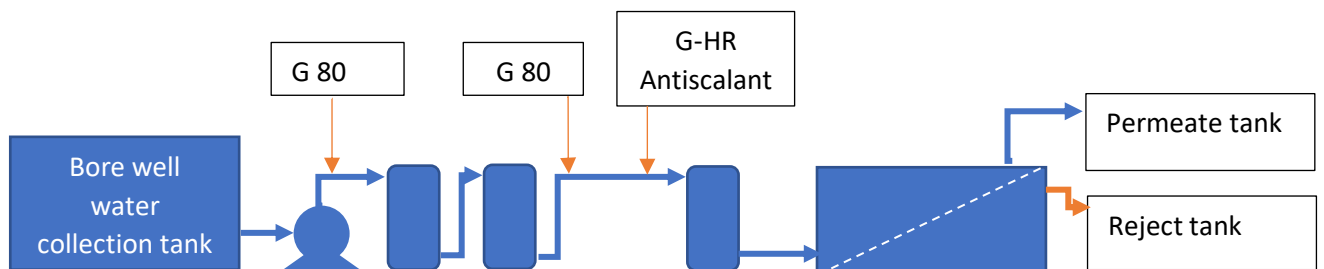 G 80
G 80
G-HR
Antiscalant
Bore well
water
collection tank
Permeate tank
Reject tank